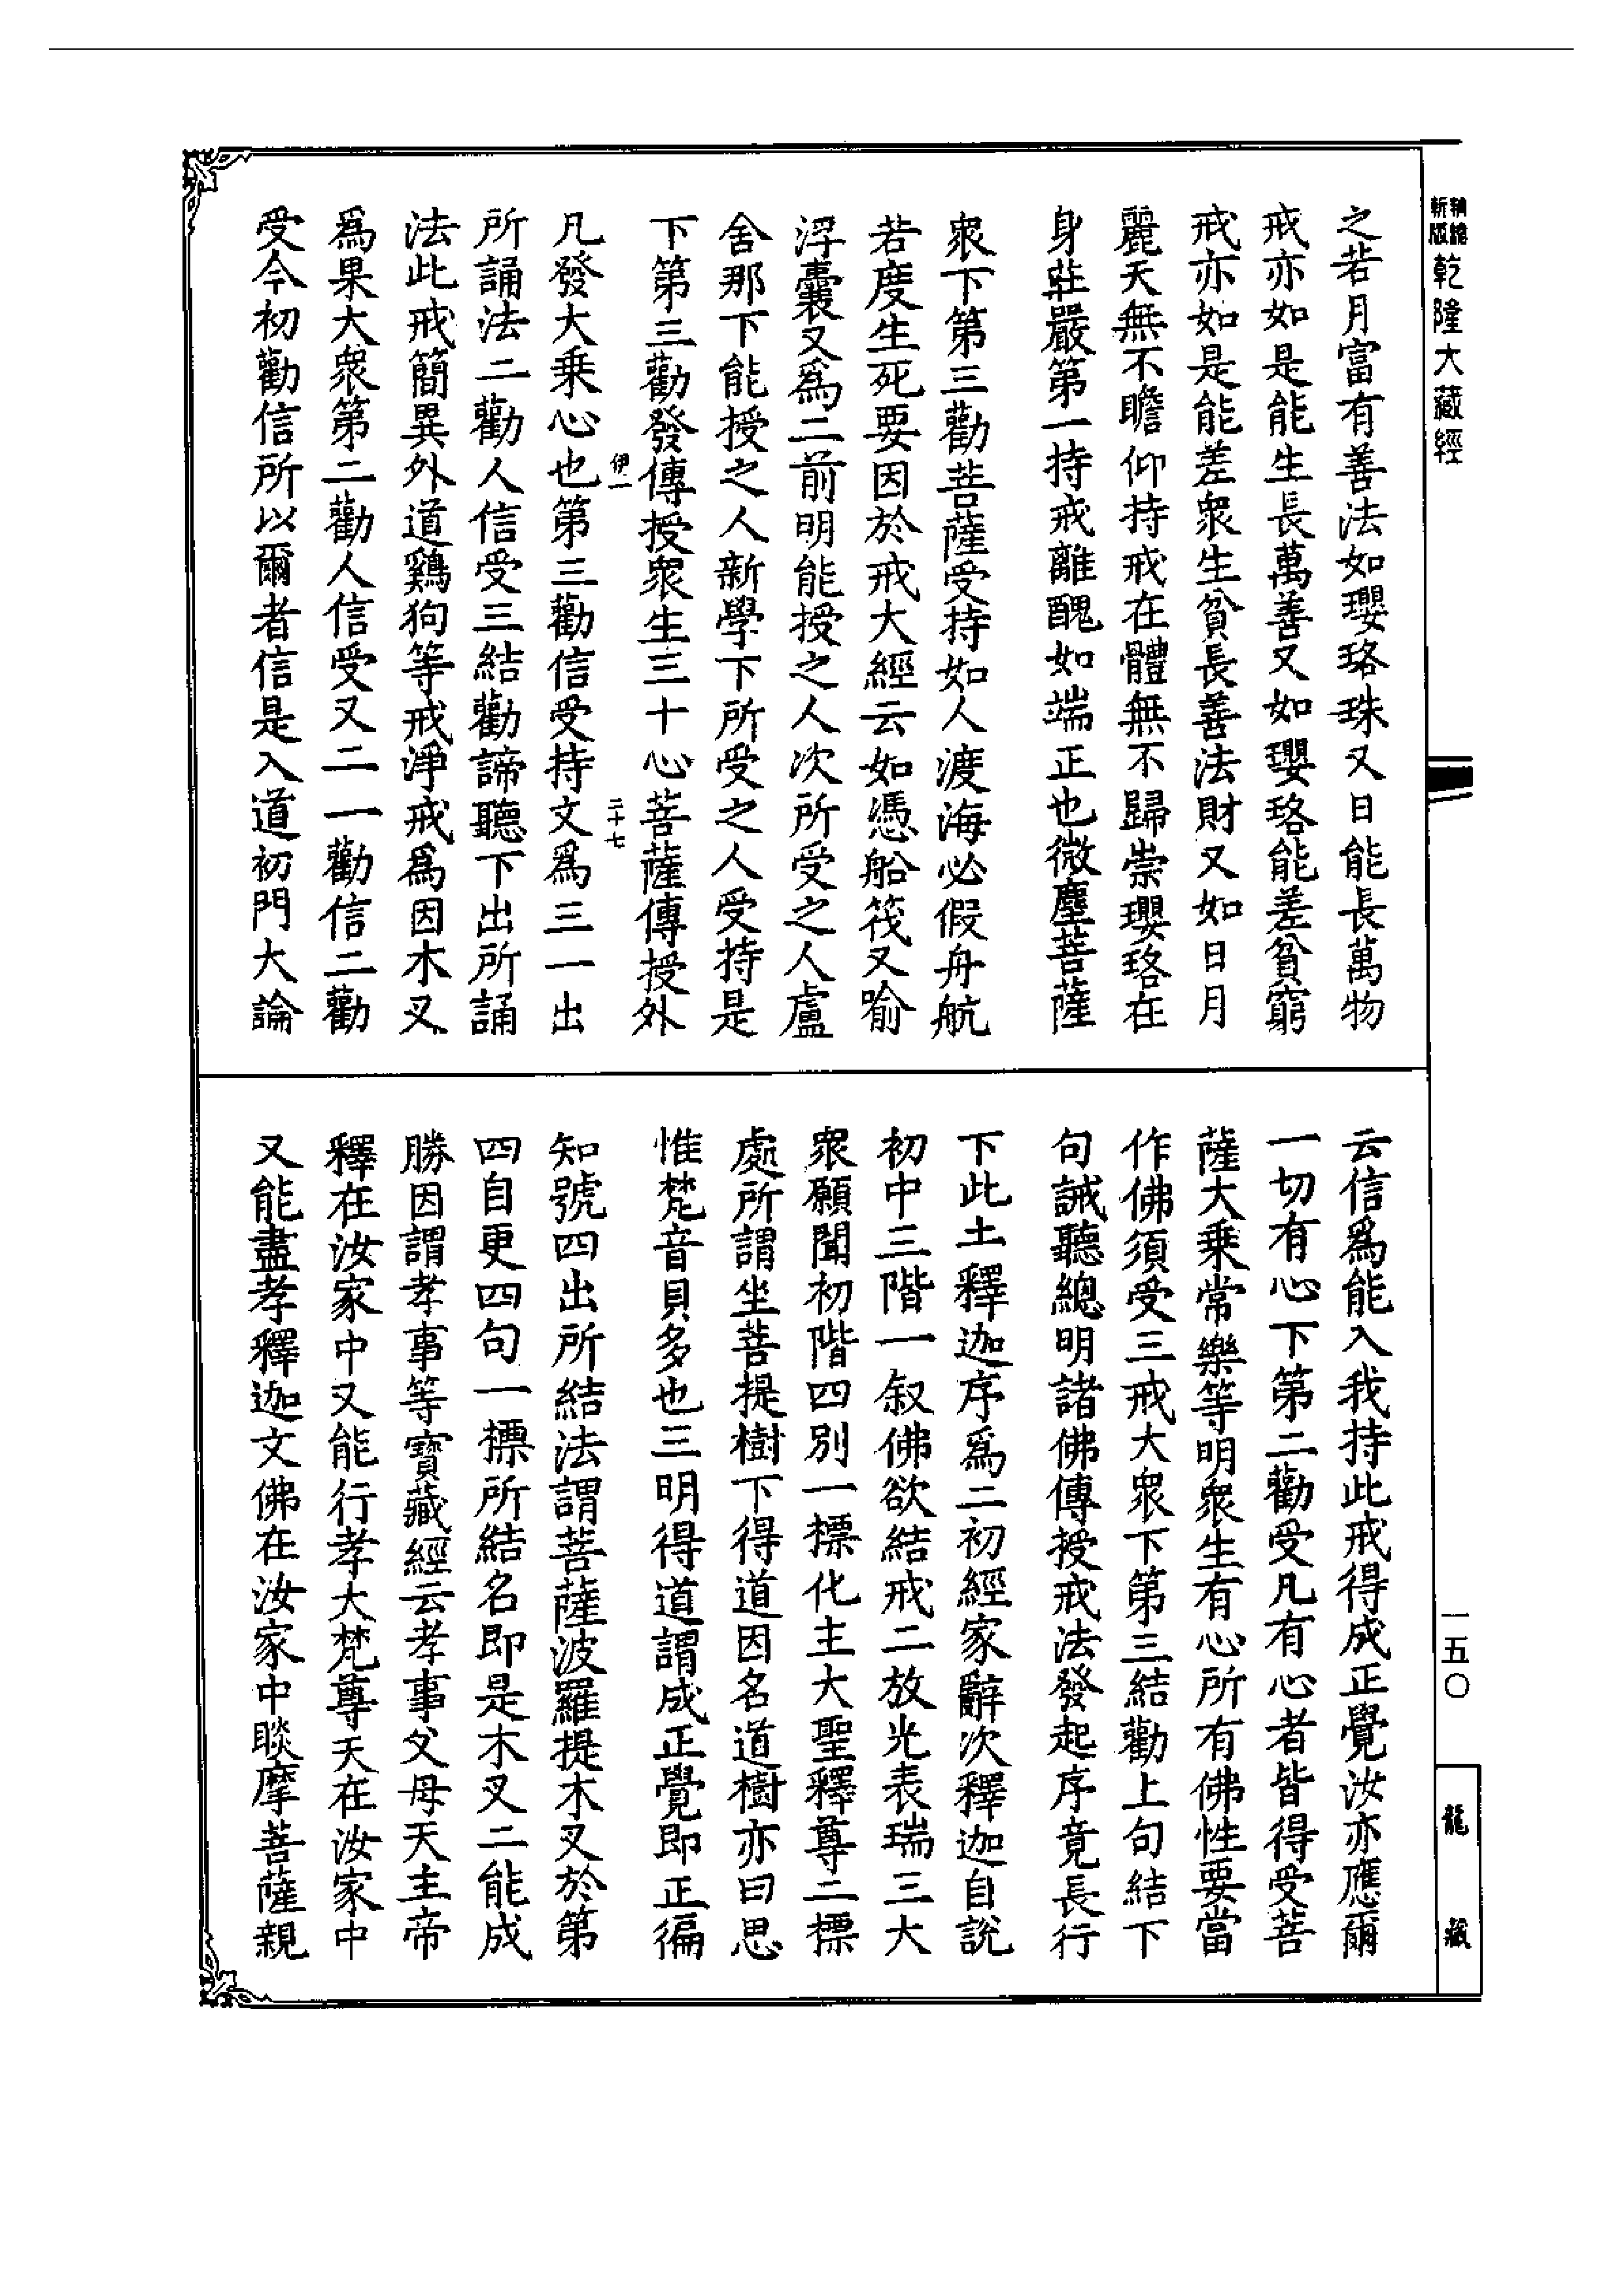 精縮
新版
乾隆大藏經
之若月富有善法如瓔珞珠又日能長萬物
戒亦如是能生長萬善又如瓔珞能差貧窮
戒亦如是能差衆生貧長善法財又如日月
麗天無不瞻仰持戒在體無不歸崇瓔珞在
身莊嚴第一持戒離醜如端正也微塵菩薩
衆下第三勸菩薩受持如人渡海必假舟航
若度生死要因於戒大經云如憑船筏又喻
浮囊又爲二前明能授之人次所受之人盧
舍那下能授之人新學下所受之人受持是
下第三勸發傳授衆生三十心菩薩傳授外
伊一
二十七
凡發大乘心也第三勸信受持文爲三一出
所誦法二勸人信受三結勸諦聽下出所誦
法此戒簡異外道鷄狗等戒淨戒爲因木叉
爲果大衆第二勸人信受又二一勸信二勸
受今初勸信所以爾者信是入道初門大論
云信爲能入我持此戒得成正覺汝亦應爾
一切有心下第二勸受凡有心者皆得受菩
薩大乘常樂等明衆生有心所有佛性要當
作佛須受三戒大衆下第三結勸上句結下
句誡聽總明諸佛傳授戒法發起序竟長行
下此土釋迦序爲二初經家辭次釋迦自說
初中三階一叙佛欲結戒二放光表瑞三大
衆願聞初階四別一摽化主大聖釋尊二摽
處所謂坐菩提樹下得道因名道樹亦曰思
惟梵音貝多也三明得道謂成正覺即正徧
知號四出所結法謂菩薩波羅提木叉於第
四自更四句一摽所結名即是木叉二能成
勝因謂孝事等寶藏經云孝事父母天主帝
釋在汝家中又能行孝大梵尊天在汝家中
又能盡孝釋迦文佛在汝家中睒摩菩薩親
一五〇
龍藏